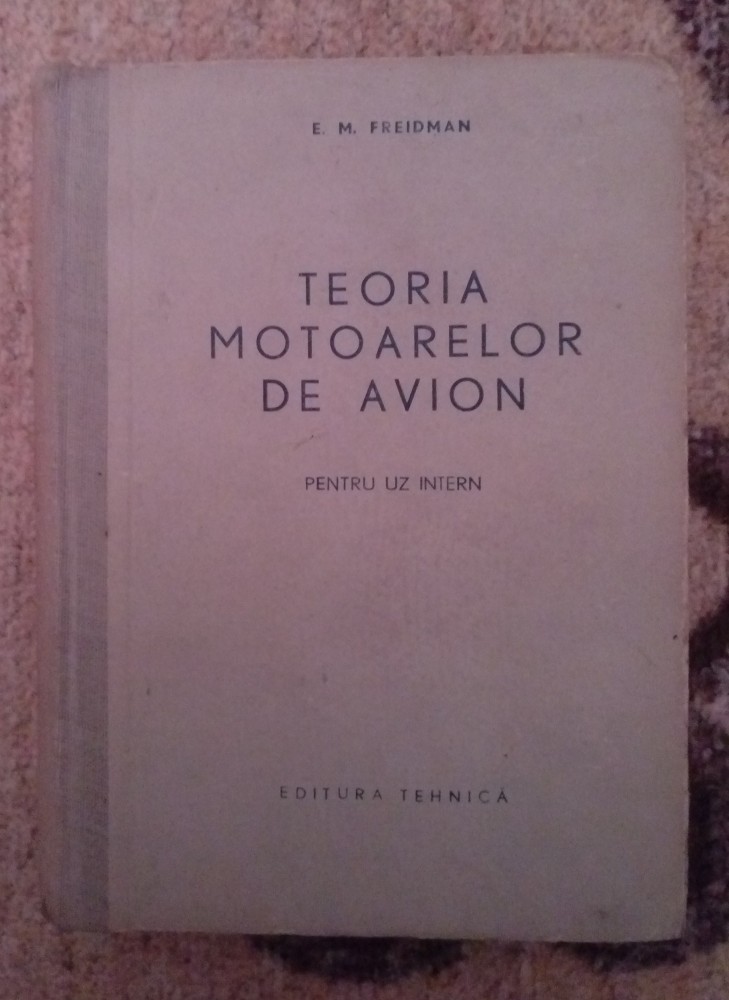 E. M. FREIDMAN
TEORIA
MOTOARELOR
DE AVION
PENTRU UZ INTERN
EDITURA TEHNICĂ